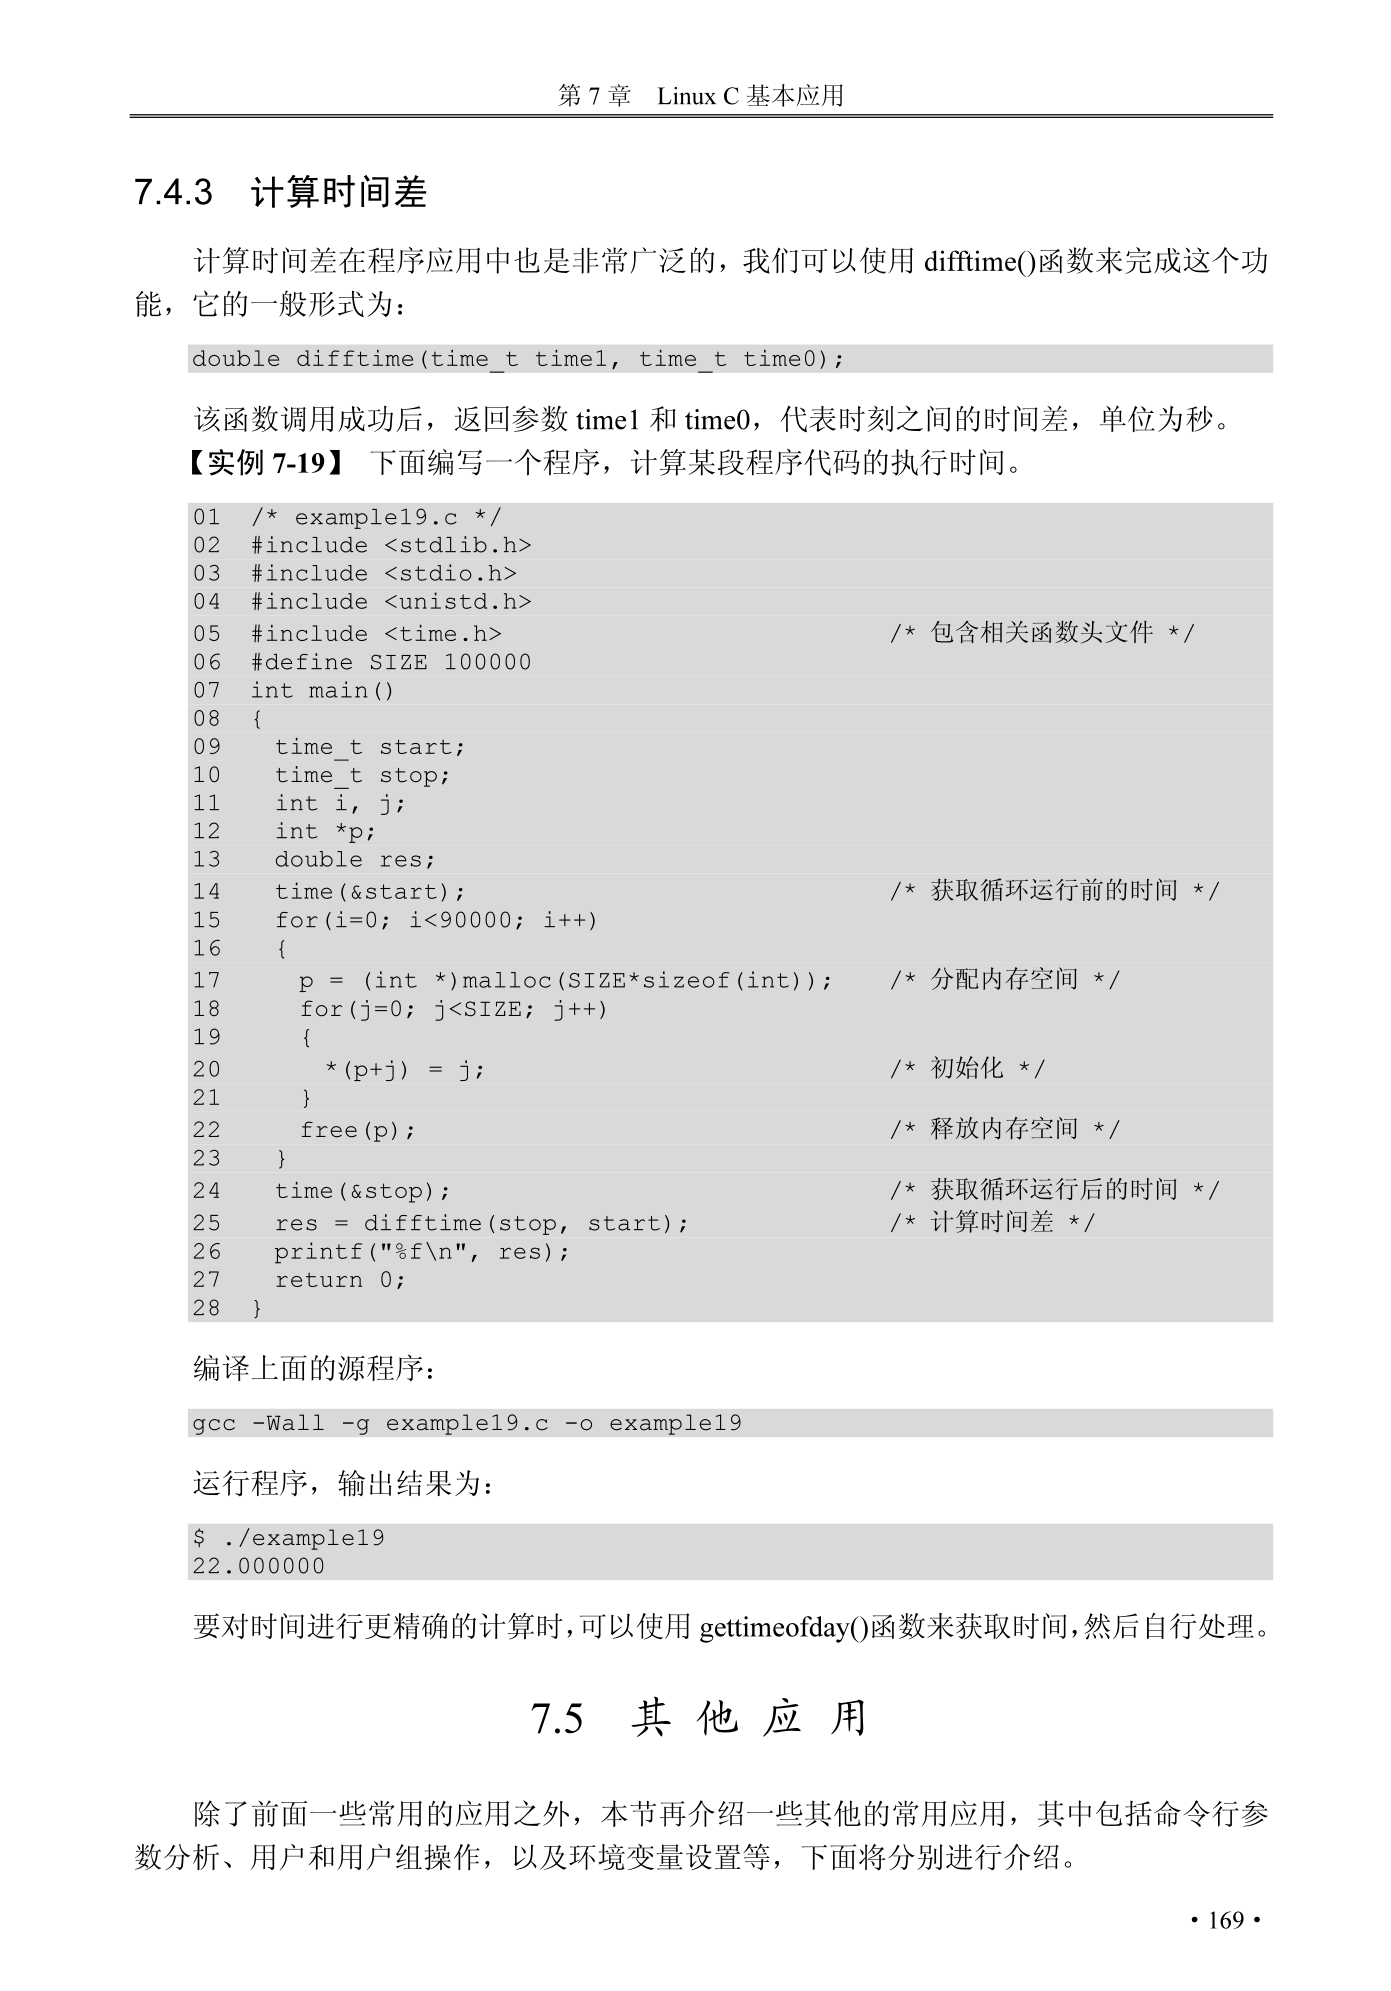 第 7 章 Linux C 基本应用
7.4.3 计算时间差
计算时间差在程序应用中也是非常广泛的，我们可以使用 difftime()函数来完成这个功
能，它的一般形式为：
double difftime(time_t time1, time_t time0);
该函数调用成功后，返回参数 time1 和 time0，代表时刻之间的时间差，单位为秒。
【实例 7-19】 下面编写一个程序，计算某段程序代码的执行时间。
01 /* example19.c */
02 #include <stdlib.h>
03 #include <stdio.h>
04 #include <unistd.h>
05 #include <time.h> /* 包含相关函数头文件 */
06 #define SIZE 100000
07 int main()
08 {
09 time_t start;
10 time_t stop;
11 int i, j;
12 int *p;
13 double res;
14 time(&start); /* 获取循环运行前的时间 */
15 for(i=0; i<90000; i++)
16 {
17 p = (int *)malloc(SIZE*sizeof(int)); /* 分配内存空间 */
18 for(j=0; j<SIZE; j++)
19 {
20 *(p+j) = j; /* 初始化 */
21 }
22 free(p); /* 释放内存空间 */
23 }
24 time(&stop); /* 获取循环运行后的时间 */
25 res = difftime(stop, start); /* 计算时间差 */
26 printf("%f\n", res);
27 return 0;
28 }
编译上面的源程序：
gcc -Wall -g example19.c -o example19
运行程序，输出结果为：
$ ./example19
22.000000
要对时间进行更精确的计算时，可以使用 gettimeofday()函数来获取时间，然后自行处理。
7.5 其 他 应 用
除了前面一些常用的应用之外，本节再介绍一些其他的常用应用，其中包括命令行参
数分析、用户和用户组操作，以及环境变量设置等，下面将分别进行介绍。
• 169 •